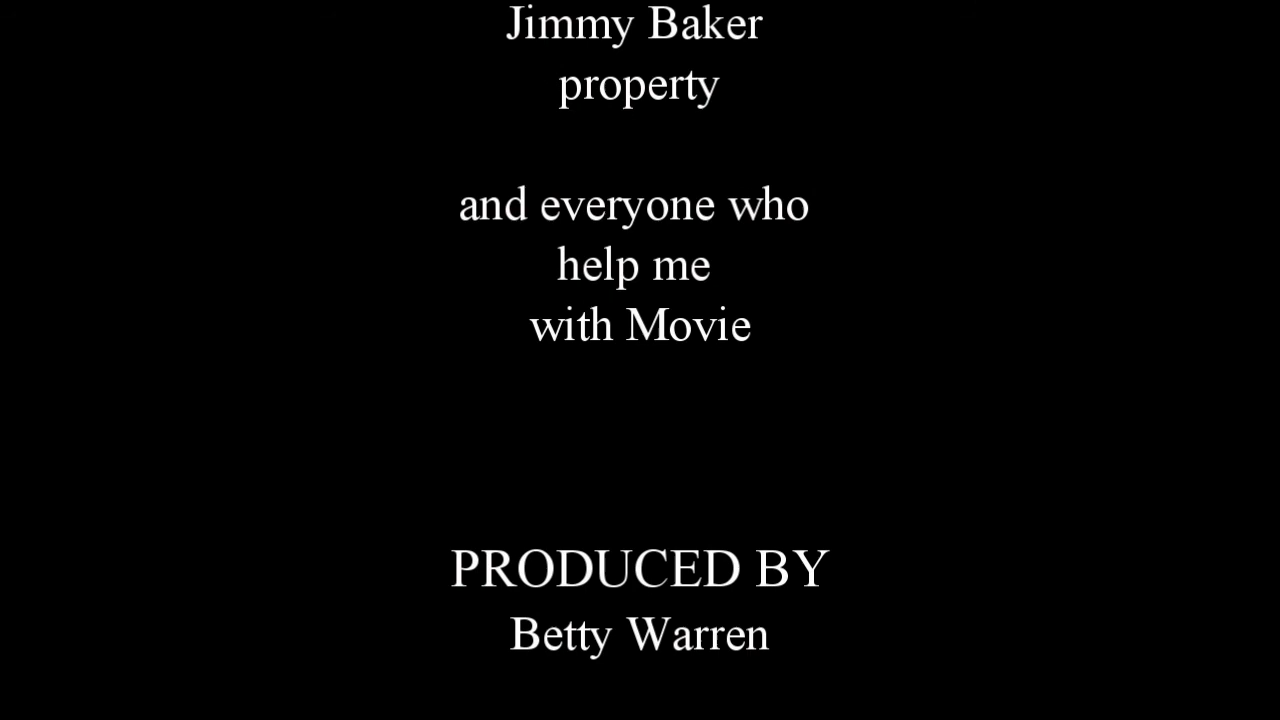 Jimmy Baker
property
and everyone who
help me
with Movie
PRODUCED BY
Betty Warren